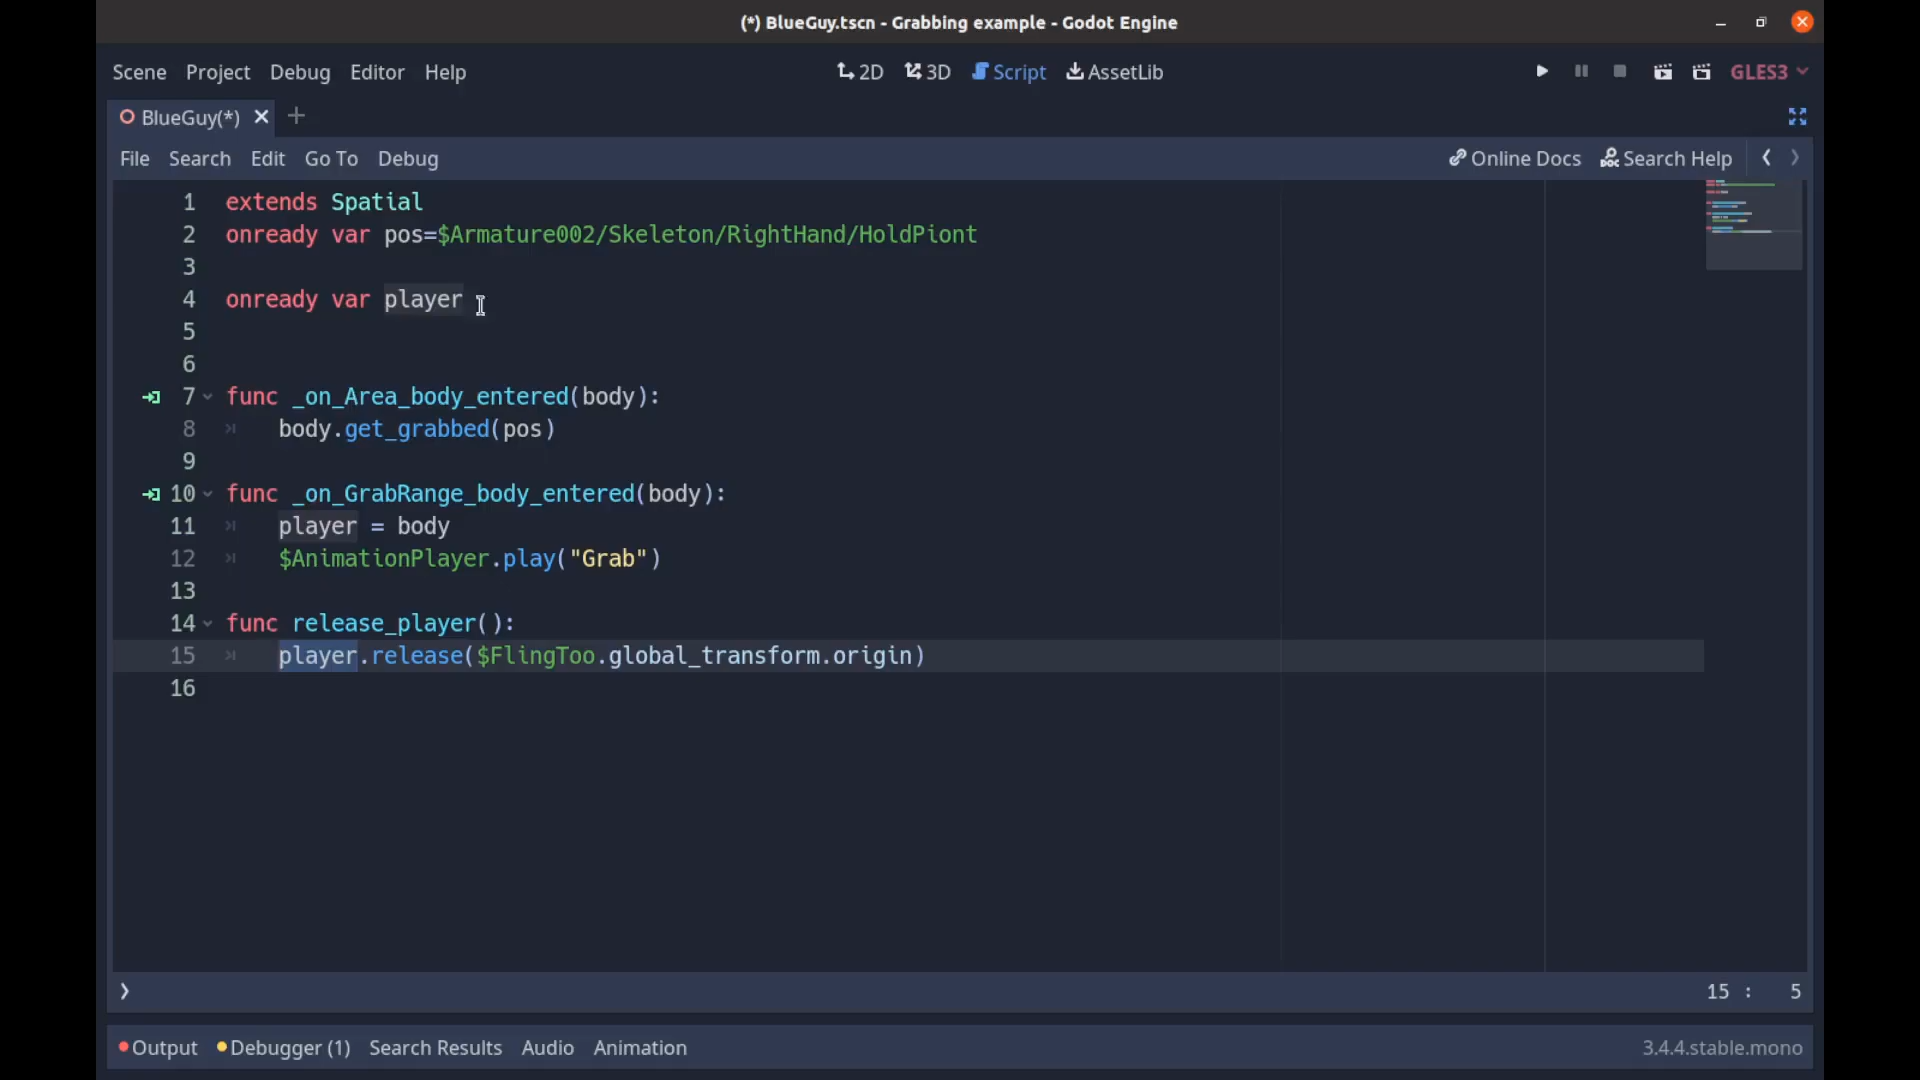 (*) BlueGuy.tscn - Grabbing example - Godot Engine
Scene Project Debug Editor Help 2D 3D Script AssetLib GLES3
BlueGuy(*)
File Search Edit Go To Debug Online Docs Search Help
1 extends Spatial
2 onready var pos=$Armature002/Skeleton/RightHand/HoldPiont
3
4 onready var player
5
6
7 func _on_Area_body_entered(body):
8 body.get_grabbed(pos)
9
10 func _on_GrabRange_body_entered(body):
11 player = body
12 $AnimationPlayer.play("Grab")
13
14 func release_player():
15 player.release($FlingToo.global_transform.origin)
16
15 : 5
Output Debugger (1) Search Results Audio Animation 3.4.4.stable.mono